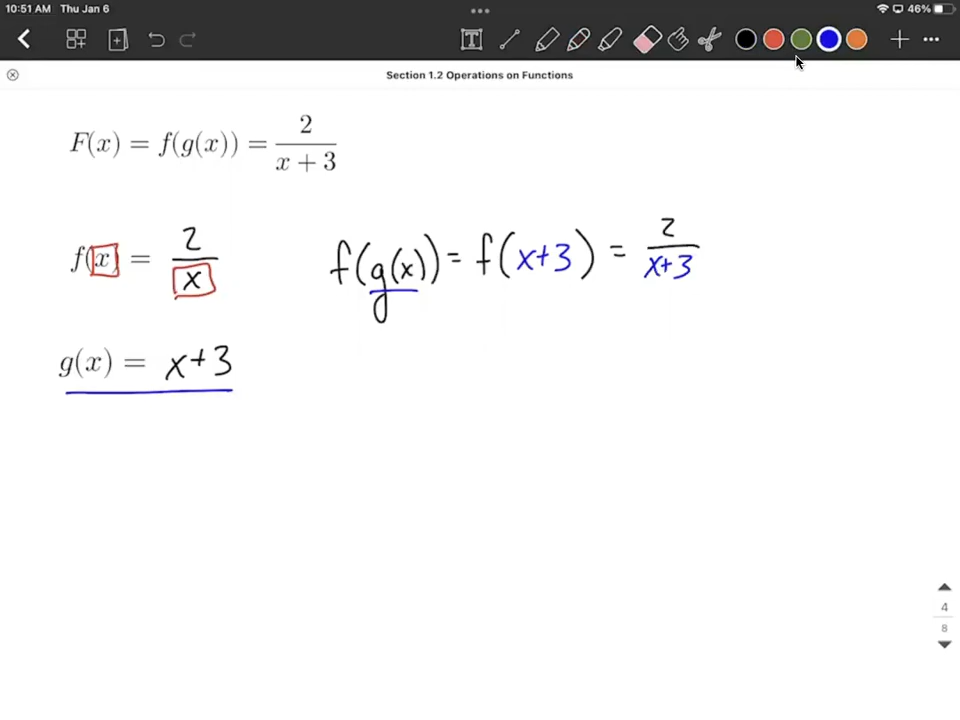 10:51 AM Thu Jan 6 46%
Section 1.2 Operations on Functions
F(x) = f(g(x)) = 2/(x + 3)
f(x) = 2/x
f(g(x)) = f(x+3) = 2/(x+3)
g(x) = x+3
4
8